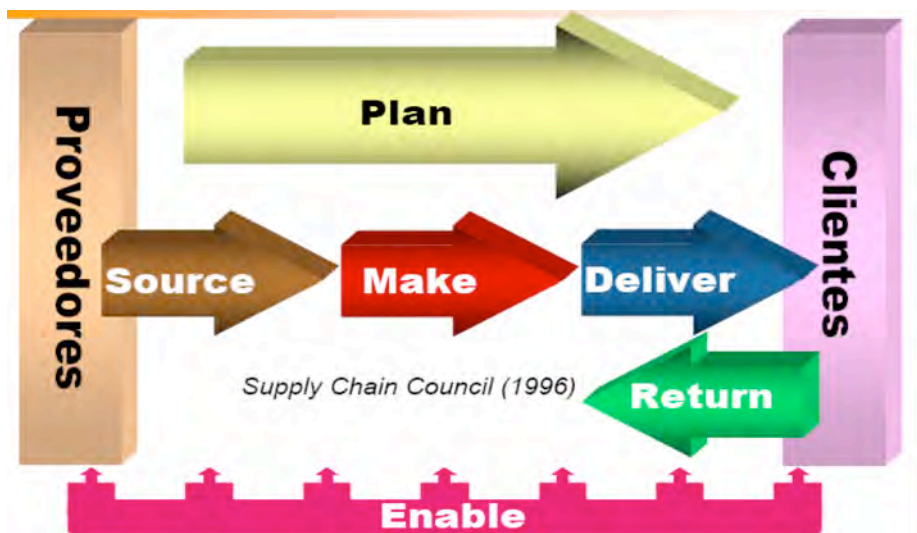 Proveedores
Plan
Clientes
Source
Make
Deliver
Supply Chain Council (1996)
Return
Enable